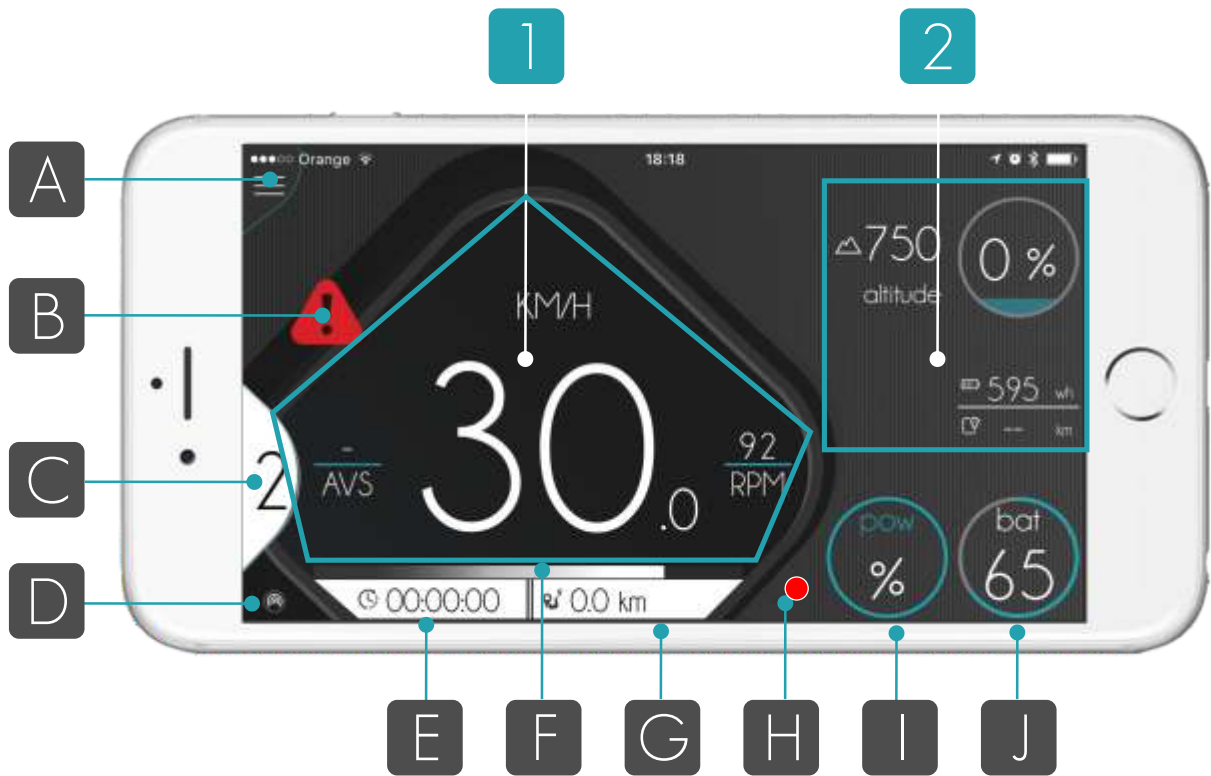 1
2
Orange
18:18
A
B
C
D
KM/H
30.0
-
AVS
92
RPM
2
750
altitude
0 %
595 wh
-- km
00:00:00
0.0 km
pow
%
bat
65
E
F
G
H
I
J